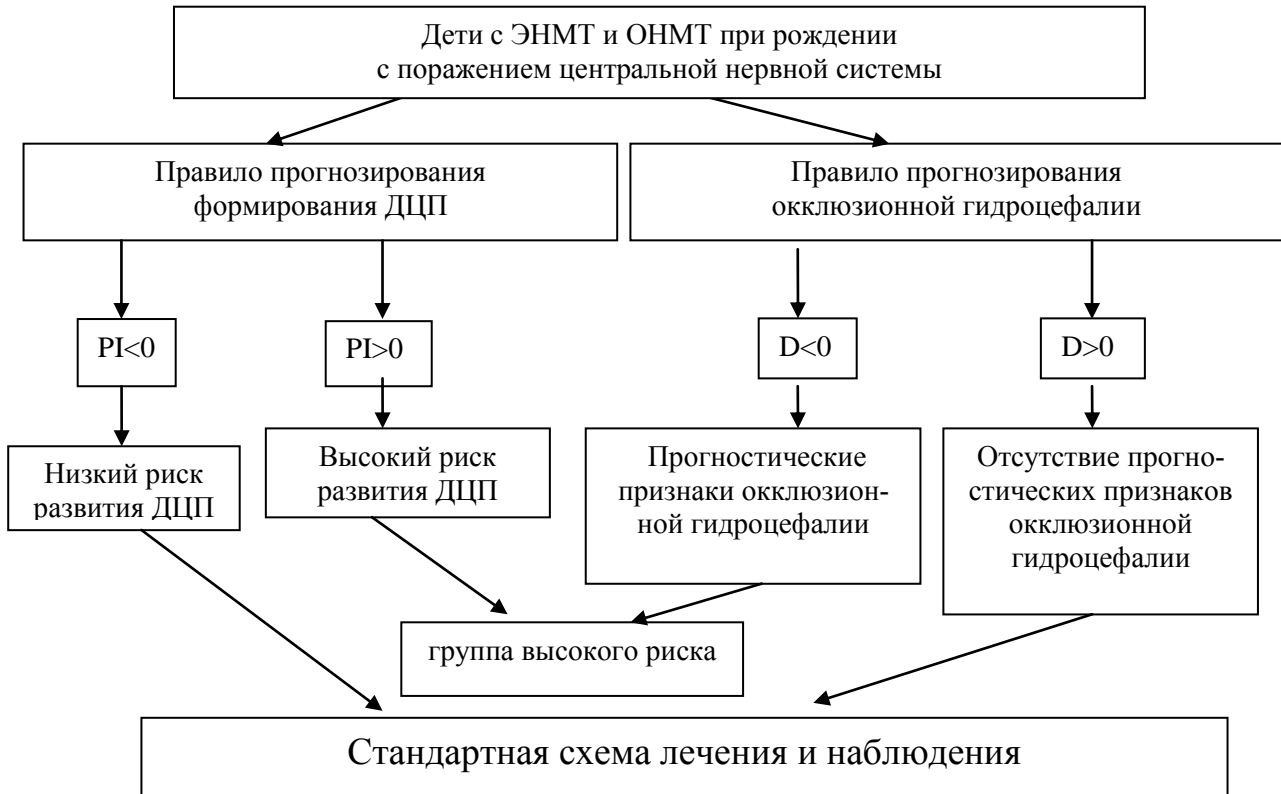 Дети с ЭНМТ и ОНМТ при рождении
с поражением центральной нервной системы
Правило прогнозирования
формирования ДЦП
Правило прогнозирования
окклюзионной гидроцефалии
PI<0
PI>0
D<0
D>0
Низкий риск
развития ДЦП
Высокий риск
развития ДЦП
Прогностические
признаки окклюзион-
ной гидроцефалии
Отсутствие прогно-
стических признаков
окклюзионной
гидроцефалии
группа высокого риска
Стандартная схема лечения и наблюдения